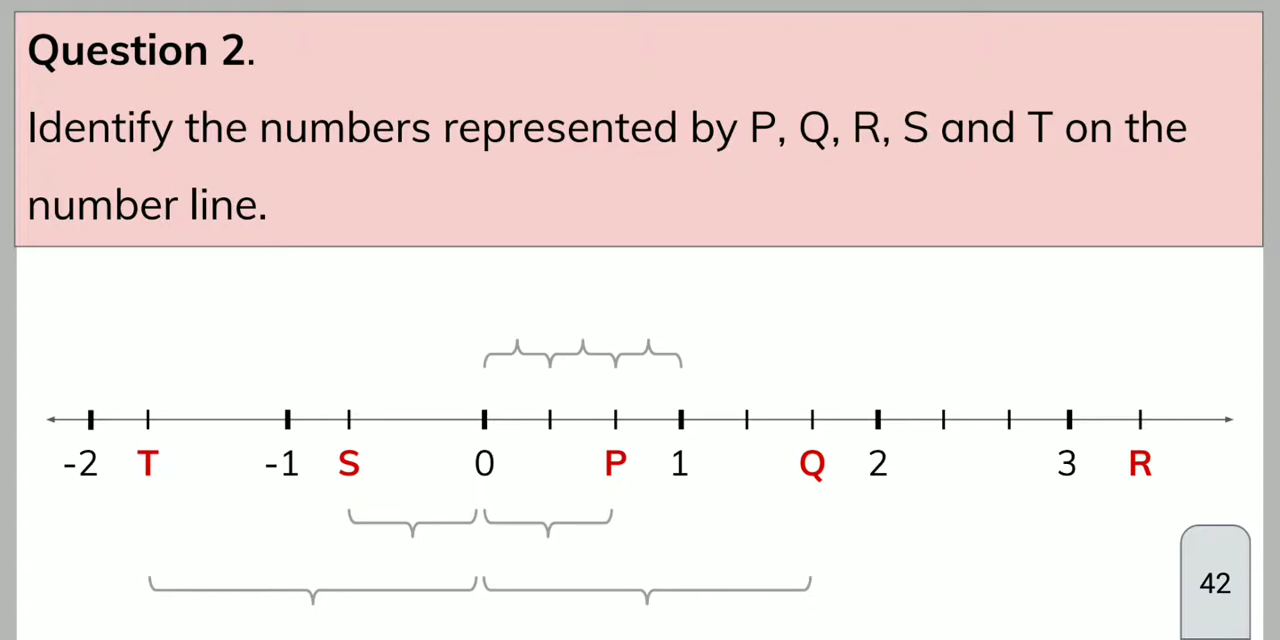 Question 2.
Identify the numbers represented by P, Q, R, S and T on the
number line.
-2 T -1 S 0 P 1 Q 2 3 R
42